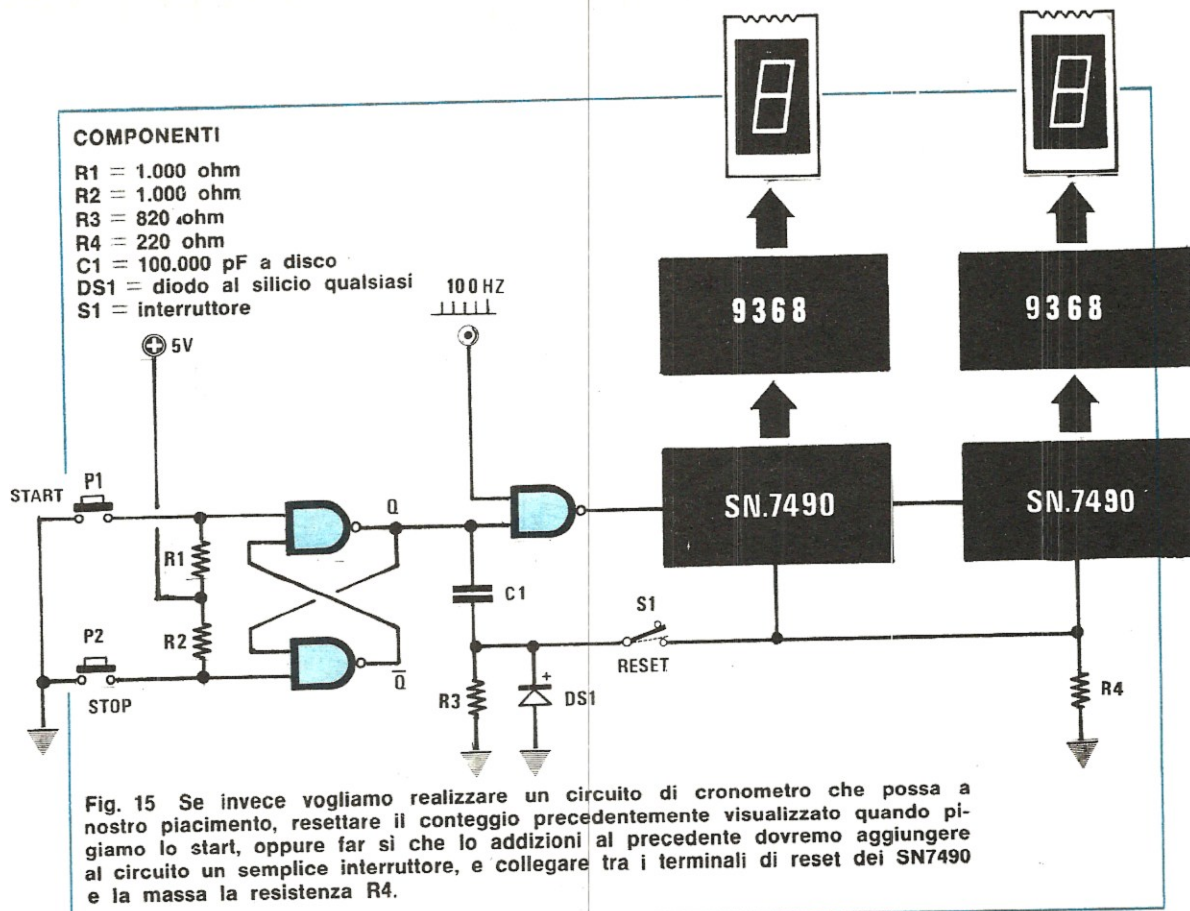 COMPONENTI
R1 = 1.000 ohm
R2 = 1.000 ohm
R3 = 820 ohm
R4 = 220 ohm
C1 = 100.000 pF a disco
DS1 = diodo al silicio qualsiasi
S1 = interruttore
5V
100 HZ
8
8
9368
9368
SN.7490
SN.7490
START
P1
R1
P2
R2
STOP
Q
Q̅
C1
S1
RESET
R3
+
DS1
R4
Fig. 15 Se invece vogliamo realizzare un circuito di cronometro che possa a
nostro piacimento, resettare il conteggio precedentemente visualizzato quando pi-
giamo lo start, oppure far sì che lo addizioni al precedente dovremo aggiungere
al circuito un semplice interruttore, e collegare tra i terminali di reset dei SN7490
e la massa la resistenza R4.